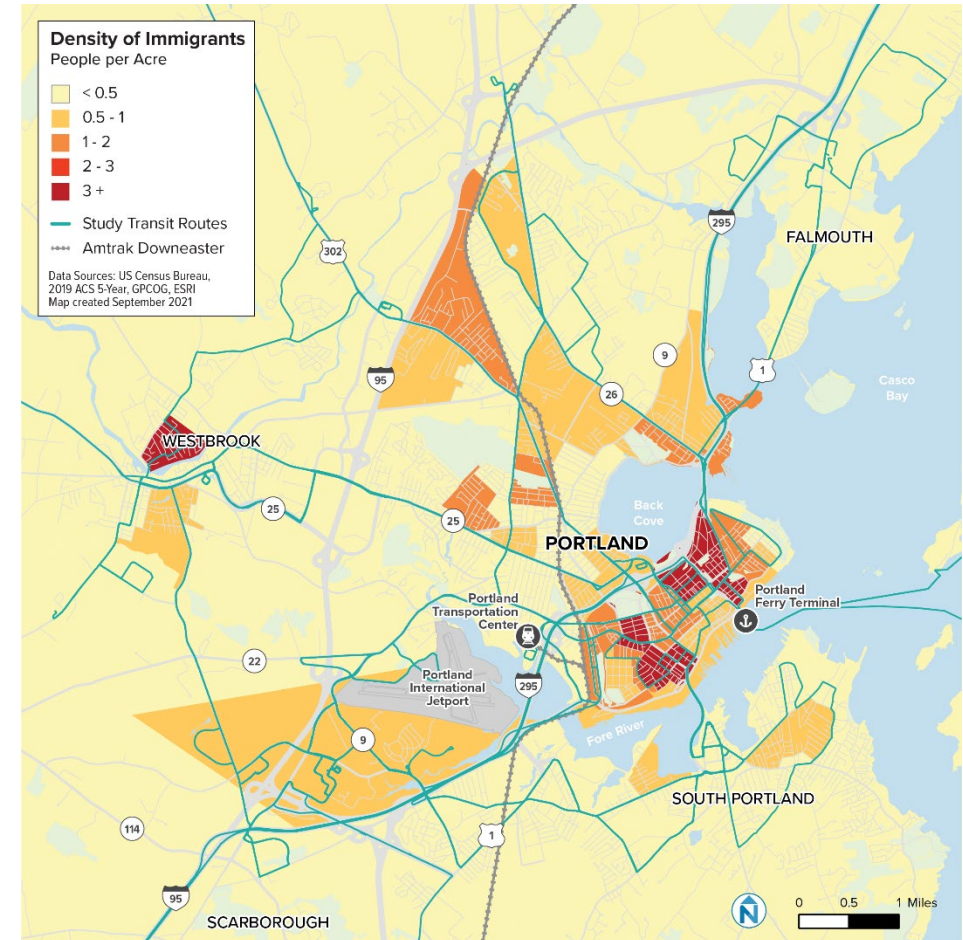 Density of Immigrants
People per Acre
< 0.5
0.5 - 1
1 - 2
2 - 3
3 +
Study Transit Routes
Amtrak Downeaster
Data Sources: US Census Bureau,
2019 ACS 5-Year, GPCOG, ESRI
Map created September 2021
302
295
FALMOUTH
9
1
95
26
Casco
Bay
WESTBROOK
25
25
Back
Cove
PORTLAND
Portland
Transportation
Center
Portland
Ferry Terminal
22
Portland
International
Jetport
295
9
Fore River
SOUTH PORTLAND
114
1
95
SCARBOROUGH
N
0 0.5 1 Miles